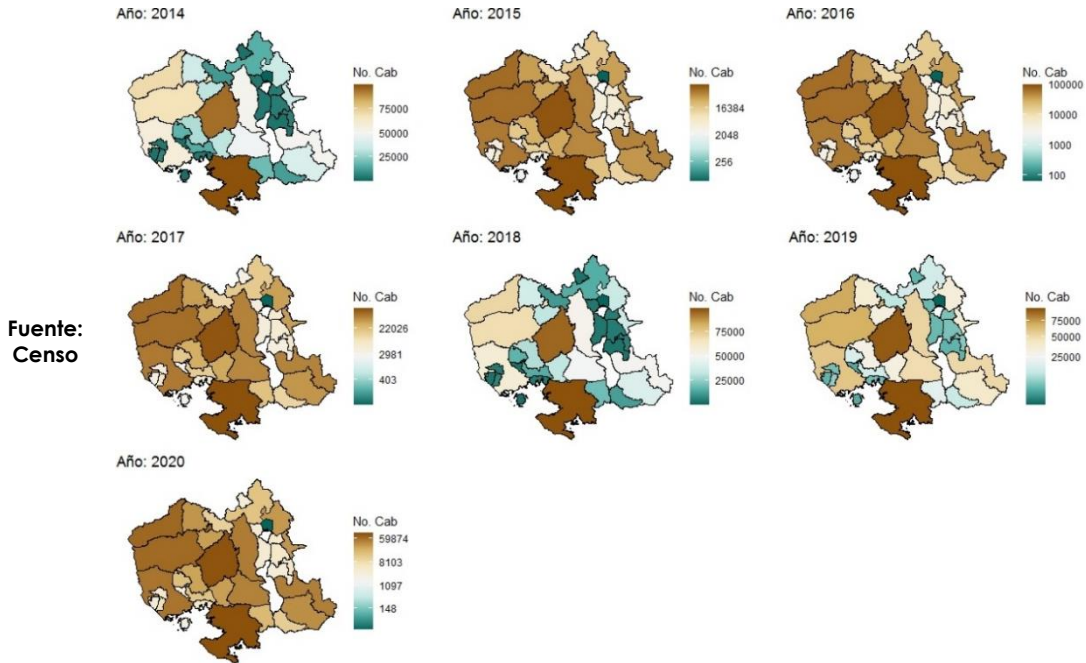 Año: 2014
No. Cab
75000
50000
25000
Año: 2015
No. Cab
16384
2048
256
Año: 2016
No. Cab
100000
10000
1000
100
Fuente:
Censo
Año: 2017
No. Cab
22026
2981
403
Año: 2018
No. Cab
75000
50000
25000
Año: 2019
No. Cab
75000
50000
25000
Año: 2020
No. Cab
59874
8103
1097
148